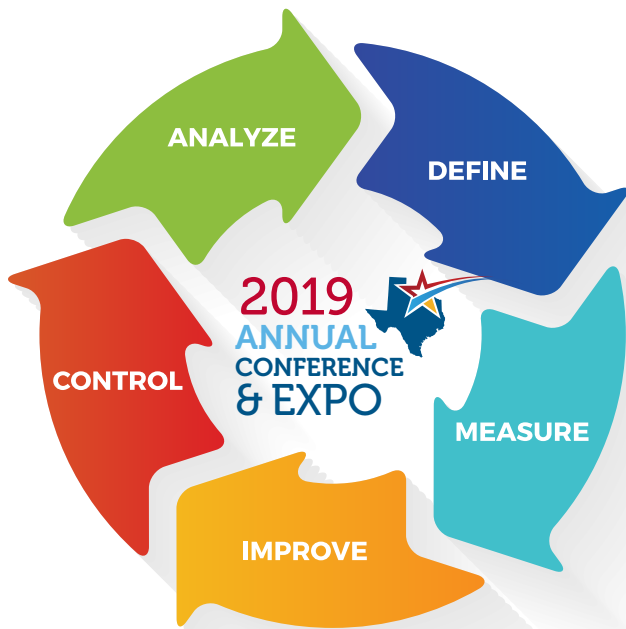 ANALYZE
DEFINE
2019
ANNUAL
CONFERENCE
& EXPO
CONTROL
MEASURE
IMPROVE